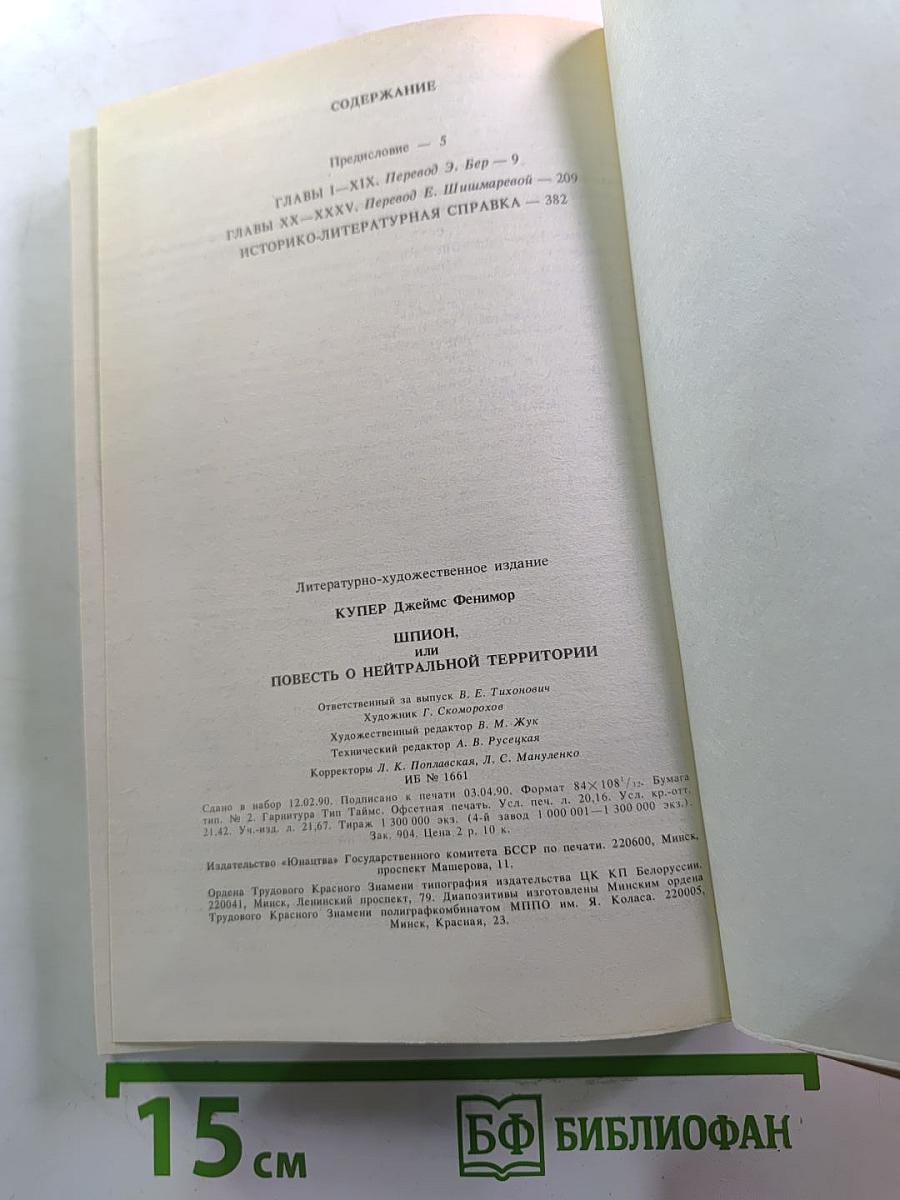 СОДЕРЖАНИЕ
Предисловие — 5
ГЛАВЫ I—XIX. Перевод Э. Бер — 9
ГЛАВЫ XX—XXXV. Перевод Е. Шишмаревой — 209
ИСТОРИКО-ЛИТЕРАТУРНАЯ СПРАВКА — 382
Литературно-художественное издание
КУПЕР Джеймс Фенимор
ШПИОН,
или
ПОВЕСТЬ О НЕЙТРАЛЬНОЙ ТЕРРИТОРИИ
Ответственный за выпуск В. Е. Тихонович
Художник Г. Скоморохов
Художественный редактор В. М. Жук
Технический редактор А. В. Русецкая
Корректоры Л. К. Поплавская, Л. С. Мануленко
ИБ № 1661
Сдано в набор 12.02.90. Подписано к печати 03.04.90. Формат 84×108¹/₃₂. Бумага
тип. № 2. Гарнитура Тип Таймс. Офсетная печать. Усл. печ. л. 20,16. Усл. кр.-отт.
21,42. Уч.-изд. л. 21,67. Тираж 1 300 000 экз. (4-й завод 1 000 001—1 300 000 экз.).
Зак. 904. Цена 2 р. 10 к.
Издательство «Юнацтва» Государственного комитета БССР по печати. 220600, Минск,
проспект Машерова, 11.
Ордена Трудового Красного Знамени типография издательства ЦК КП Белоруссии.
220041, Минск, Ленинский проспект, 79. Диапозитивы изготовлены Минским ордена
Трудового Красного Знамени полиграфкомбинатом МППО им. Я. Коласа. 220005,
Минск, Красная, 23.
15 см
БФ БИБЛИОФАН